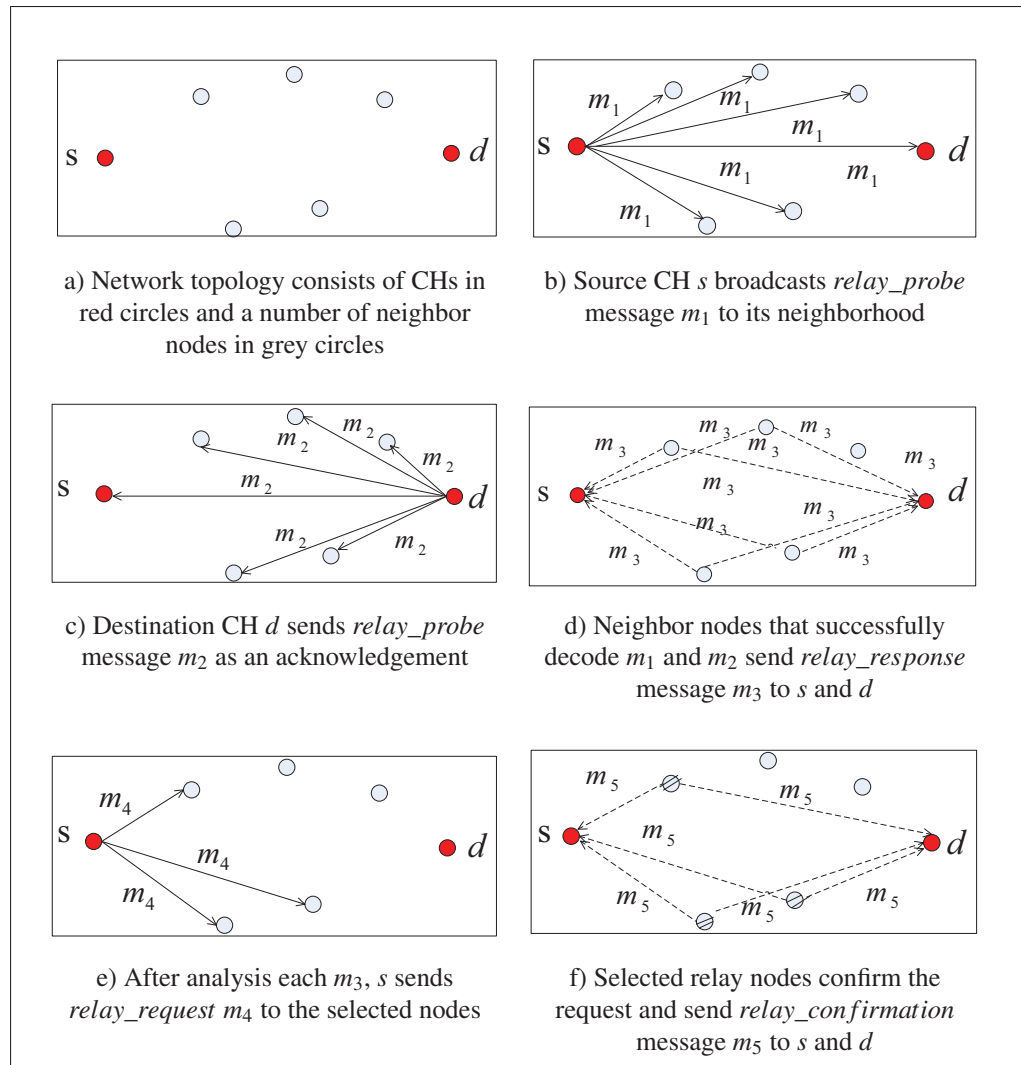 s
d
a) Network topology consists of CHs in
red circles and a number of neighbor
nodes in grey circles
m1
m1
m1
s
d
m1
m1
m1
b) Source CH s broadcasts relay_probe
message m1 to its neighborhood
m2
m2
m2
s
m2
d
m2
m2
c) Destination CH d sends relay_probe
message m2 as an acknowledgement
m3
m3
m3
m3
m3
s
m3
d
m3
m3
m3
m3
d) Neighbor nodes that successfully
decode m1 and m2 send relay_response
message m3 to s and d
m4
s
d
m4
m4
e) After analysis each m3, s sends
relay_request m4 to the selected nodes
m5
m5
s
m5
d
m5
m5
m5
f) Selected relay nodes confirm the
request and send relay_confirmation
message m5 to s and d